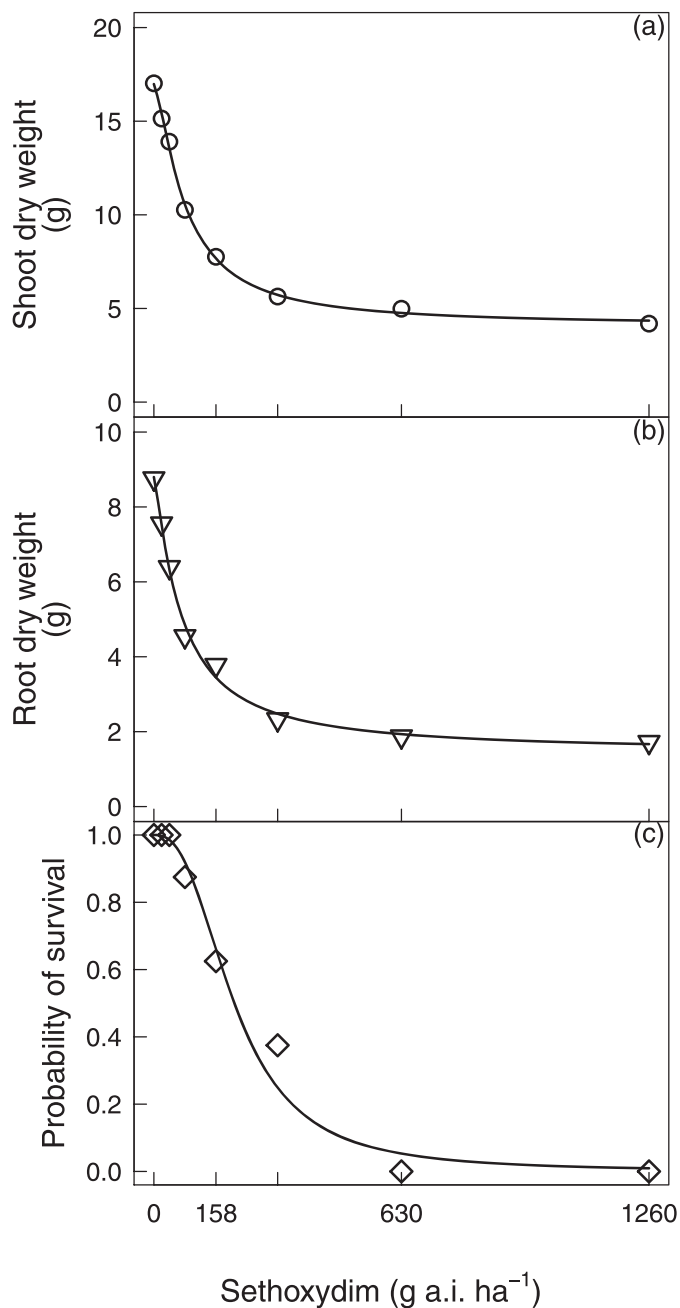 (a)
20
15
10
5
0
Shoot dry weight
(g)
(b)
10
8
6
4
2
0
Root dry weight
(g)
(c)
1.0
0.8
0.6
0.4
0.2
0.0
Probability of survival
0 158 630 1260
Sethoxydim (g a.i. ha⁻¹)